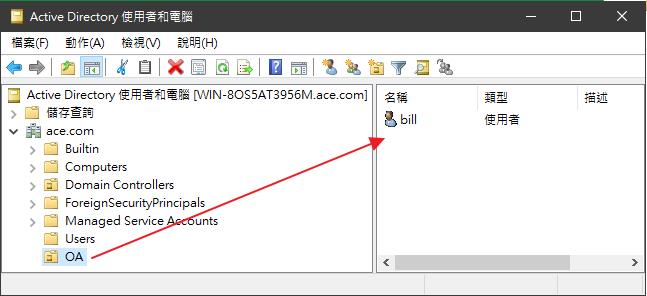 Active Directory 使用者和電腦
檔案(F) 動作(A) 檢視(V) 說明(H)
Active Directory 使用者和電腦 [WIN-8OS5AT3956M.ace.com]
儲存查詢
ace.com
Builtin
Computers
Domain Controllers
ForeignSecurityPrincipals
Managed Service Accounts
Users
OA
名稱 類型 描述
bill 使用者